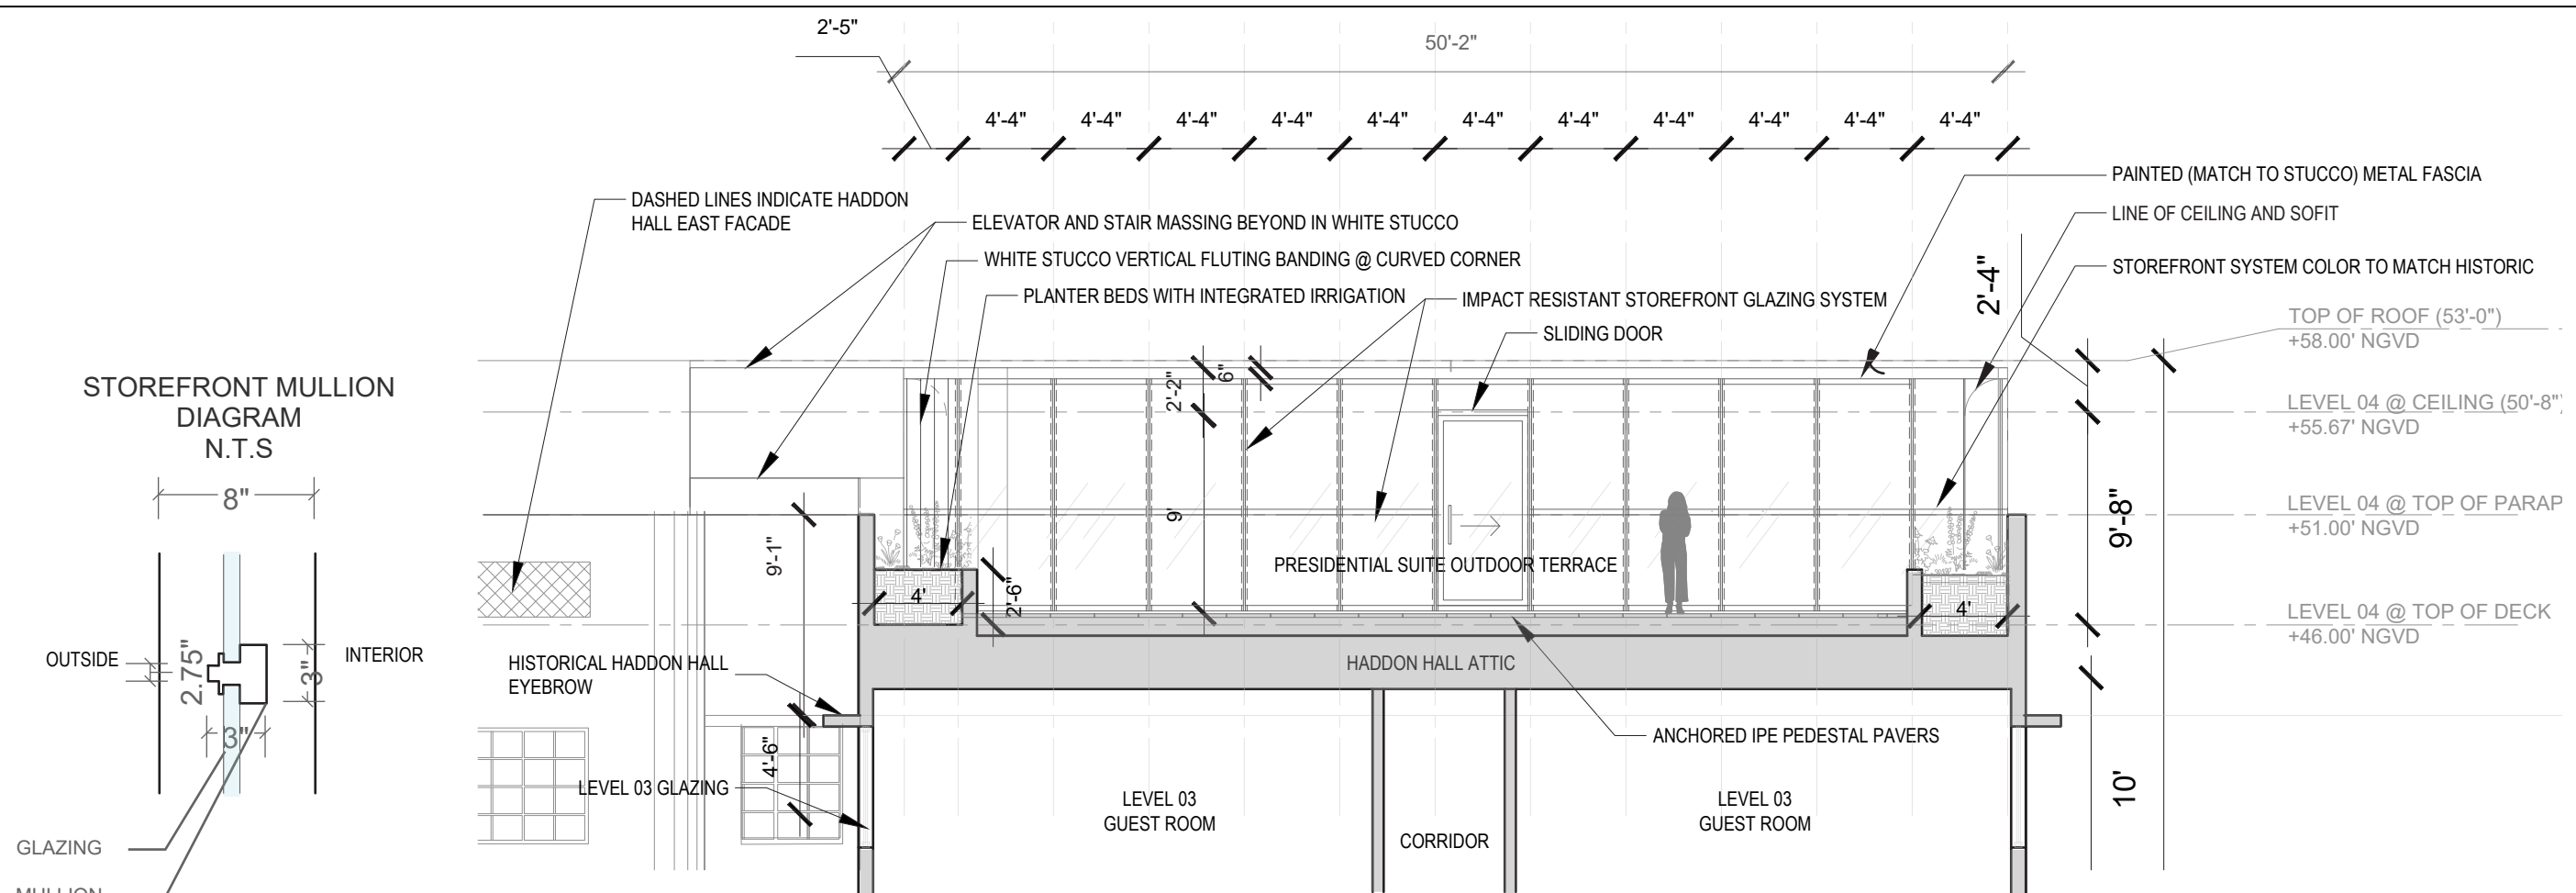 2'-5"
50'-2"
4'-4" 4'-4" 4'-4" 4'-4" 4'-4" 4'-4" 4'-4" 4'-4" 4'-4" 4'-4" 4'-4"
DASHED LINES INDICATE HADDON
HALL EAST FACADE
ELEVATOR AND STAIR MASSING BEYOND IN WHITE STUCCO
WHITE STUCCO VERTICAL FLUTING BANDING @ CURVED CORNER
PLANTER BEDS WITH INTEGRATED IRRIGATION
IMPACT RESISTANT STOREFRONT GLAZING SYSTEM
SLIDING DOOR
PAINTED (MATCH TO STUCCO) METAL FASCIA
LINE OF CEILING AND SOFIT
STOREFRONT SYSTEM COLOR TO MATCH HISTORIC
2'-4"
TOP OF ROOF (53'-0")
+58.00' NGVD
LEVEL 04 @ CEILING (50'-8")
+55.67' NGVD
LEVEL 04 @ TOP OF PARAP
+51.00' NGVD
LEVEL 04 @ TOP OF DECK
+46.00' NGVD
9'-8"
10'
STOREFRONT MULLION
DIAGRAM
N.T.S
8"
OUTSIDE
2.75"
3"
INTERIOR
3"
GLAZING
MULLION
2'-2"
6"
9'
9'-1"
4'
2'-6"
4'
PRESIDENTIAL SUITE OUTDOOR TERRACE
HISTORICAL HADDON HALL
EYEBROW
HADDON HALL ATTIC
ANCHORED IPE PEDESTAL PAVERS
4'-6"
LEVEL 03 GLAZING
LEVEL 03
GUEST ROOM
CORRIDOR
LEVEL 03
GUEST ROOM